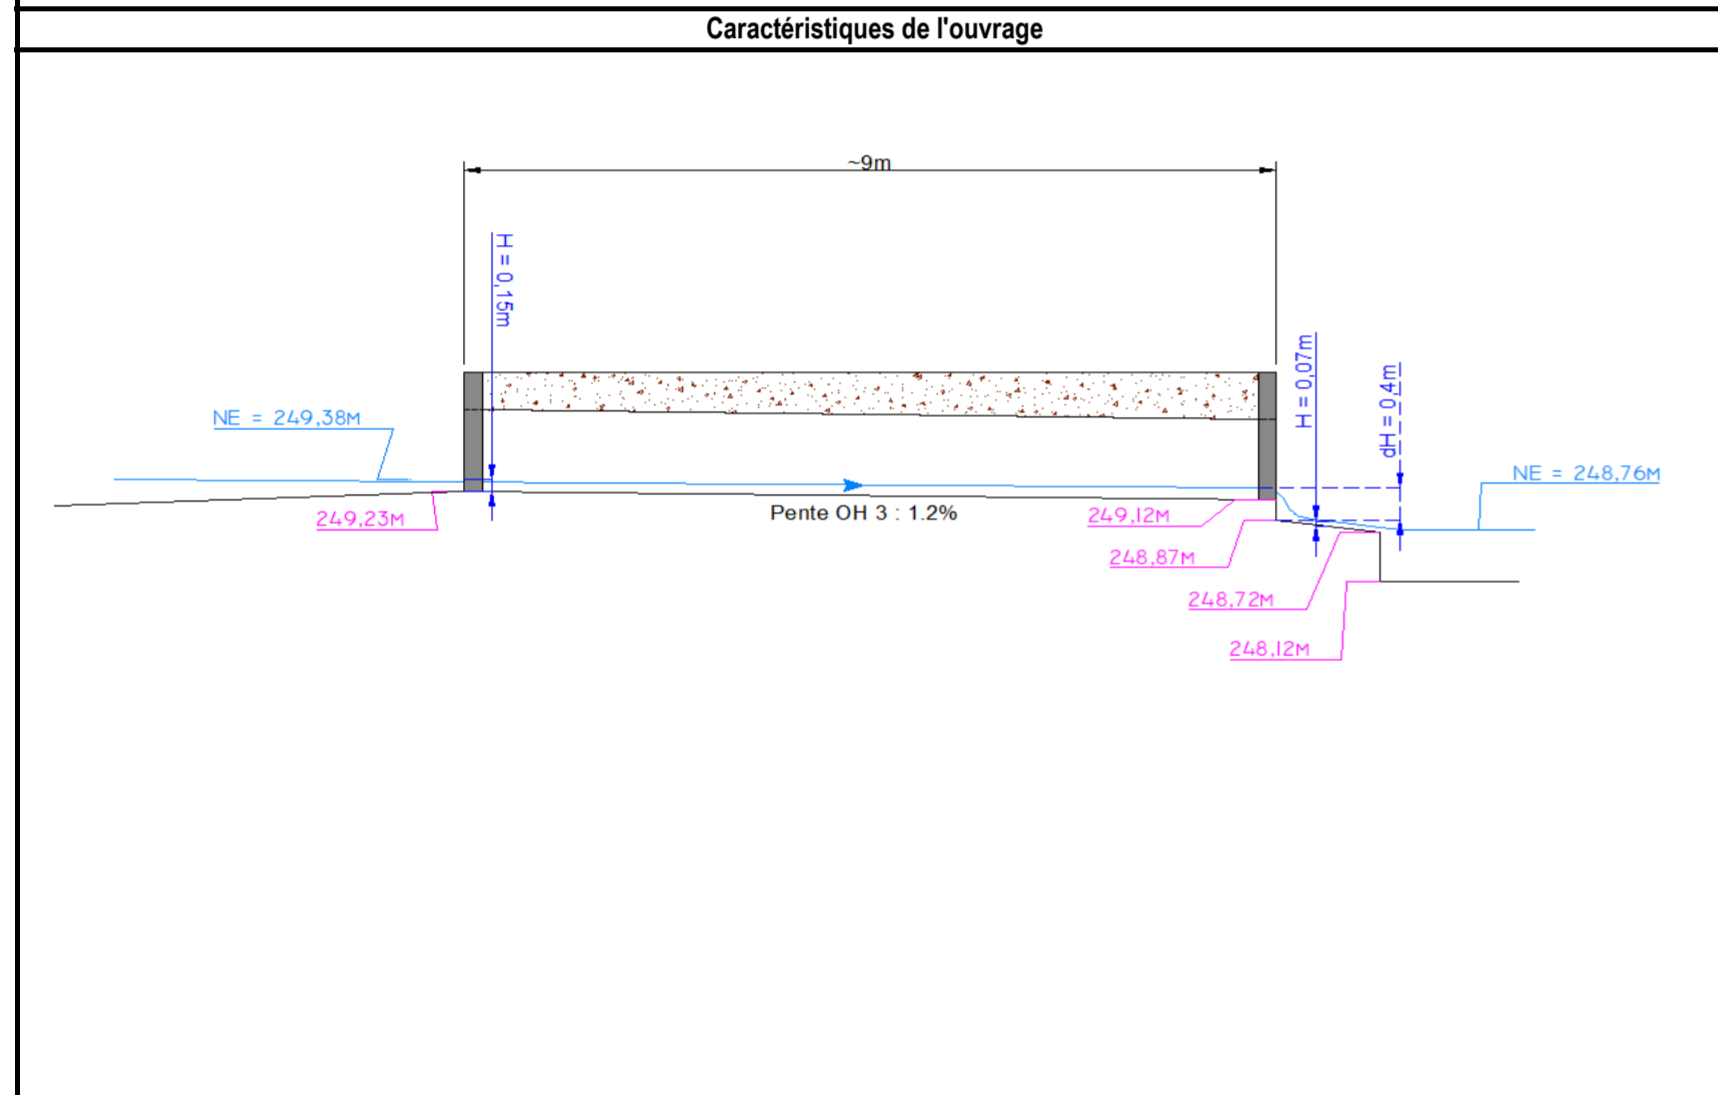 Caractéristiques de l'ouvrage
~9m
H = 0,15m
H = 0,07m
dH = 0,4m
NE = 249,38M
NE = 248,76M
249,23M
Pente OH 3 : 1.2%
249,12M
248,87M
248,72M
248,12M